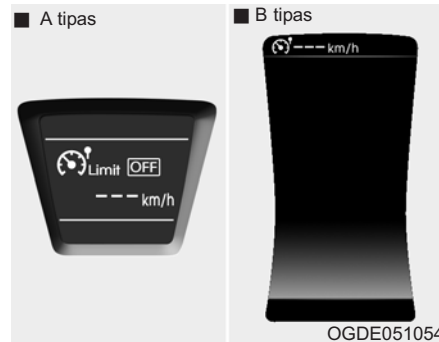 ■ A tipas
Limit OFF
---km/h
■ B tipas
---km/h
OGDE051054